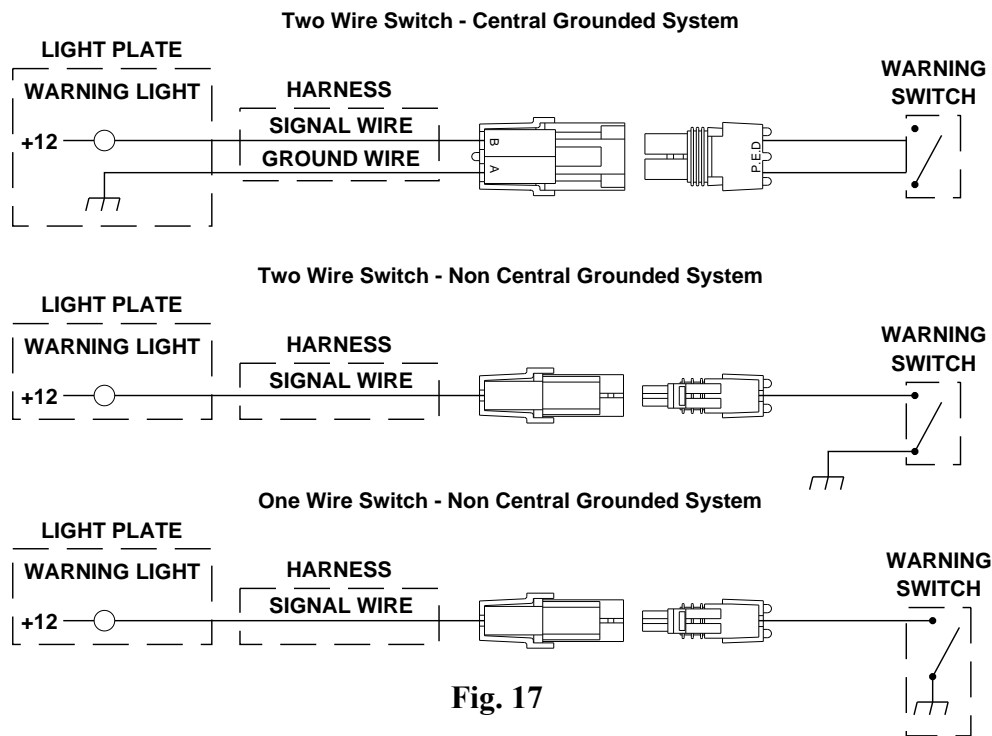 Two Wire Switch - Central Grounded System
LIGHT PLATE
WARNING LIGHT
+12
HARNESS
SIGNAL WIRE
GROUND WIRE
B
A
P.ED
WARNING
SWITCH
Two Wire Switch - Non Central Grounded System
LIGHT PLATE
WARNING LIGHT
+12
HARNESS
SIGNAL WIRE
WARNING
SWITCH
One Wire Switch - Non Central Grounded System
LIGHT PLATE
WARNING LIGHT
+12
HARNESS
SIGNAL WIRE
WARNING
SWITCH
Fig. 17